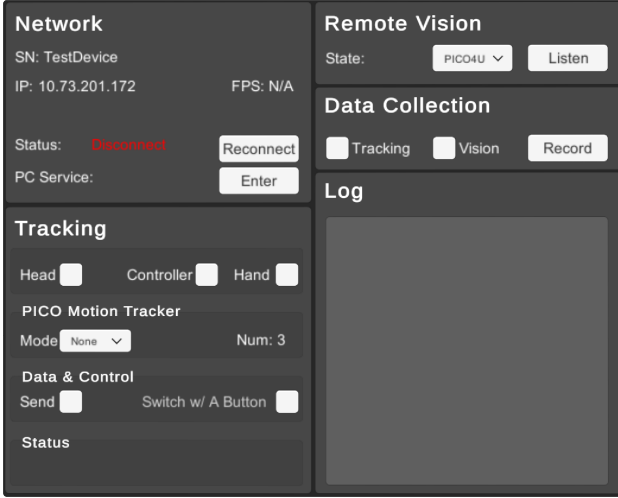 Network
SN: TestDevice
IP: 10.73.201.172
FPS: N/A
Status: Disconnect
Reconnect
PC Service:
Enter
Tracking
Head
Controller
Hand
PICO Motion Tracker
Mode None
Num: 3
Data & Control
Send
Switch w/ A Button
Status
Remote Vision
State:
PICO4U
Listen
Data Collection
Tracking
Vision
Record
Log